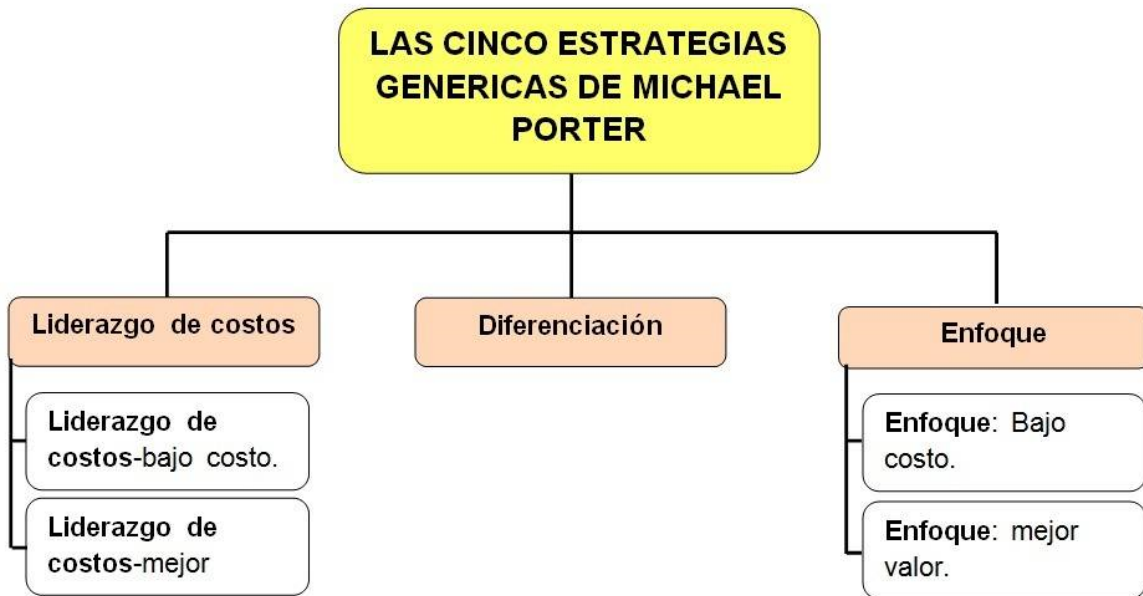 LAS CINCO ESTRATEGIAS
GENERICAS DE MICHAEL
PORTER
Liderazgo de costos
Diferenciación
Enfoque
Liderazgo de
costos-bajo costo.
Liderazgo de
costos-mejor
Enfoque: Bajo
costo.
Enfoque: mejor
valor.